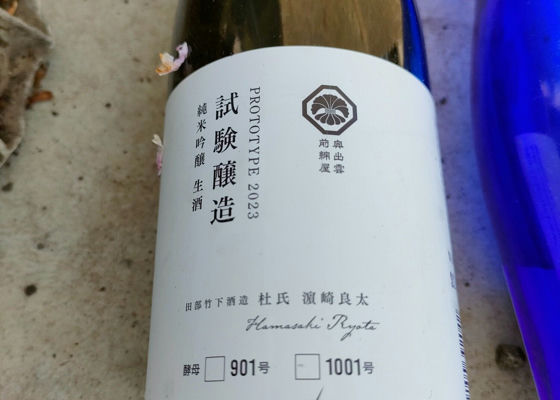 奥出雲
前綿屋
PROTOTYPE 2023
試験醸造
純米吟醸 生酒
田部竹下酒造 杜氏 濵崎良太
Hamasaki Ryota
酵母 901号 1001号